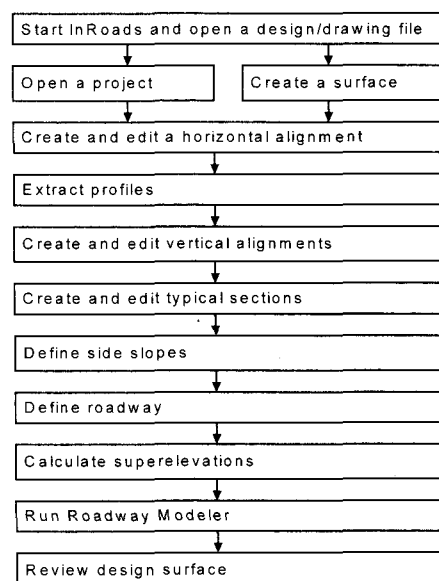 Start InRoads and open a design/drawing file
Open a project
Create a surface
Create and edit a horizontal alignment
Extract profiles
Create and edit vertical alignments
Create and edit typical sections
Define side slopes
Define roadway
Calculate superelevations
Run Roadway Modeler
Review design surface